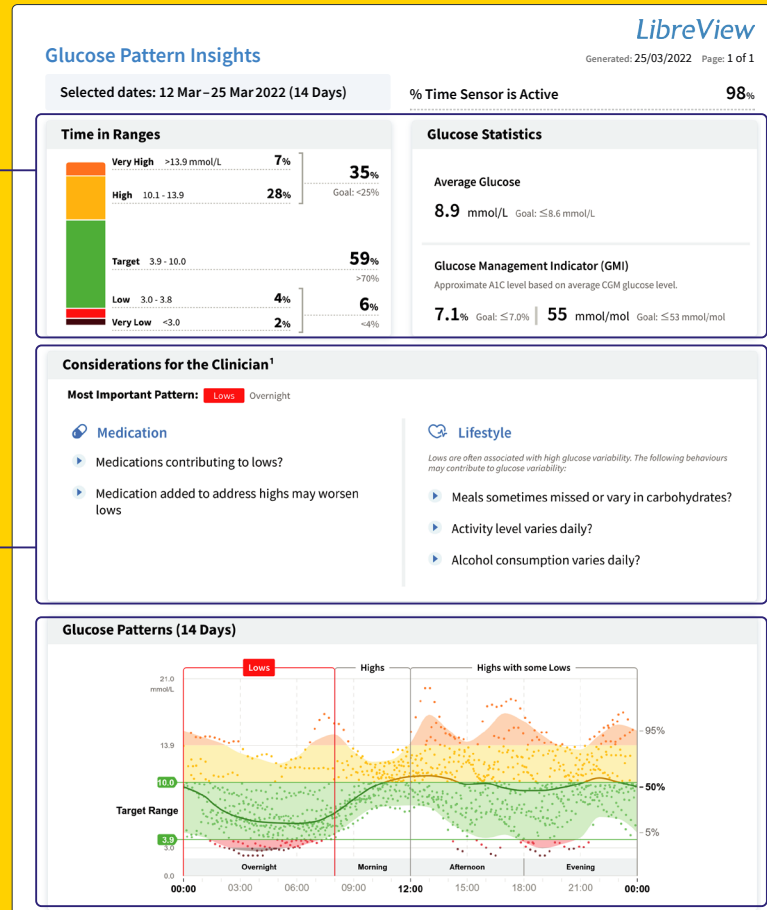 LibreView
Glucose Pattern Insights
Generated: 25/03/2022 Page: 1 of 1
Selected dates: 12 Mar – 25 Mar 2022 (14 Days)
% Time Sensor is Active 98%
Time in Ranges
Very High >13.9 mmol/L 7%
35%
High 10.1 - 13.9 28%
Goal: <25%
Target 3.9 - 10.0 59%
>70%
Low 3.0 - 3.8 4%
6%
Very Low <3.0 2%
<4%
Glucose Statistics
Average Glucose
8.9 mmol/L Goal: ≤8.6 mmol/L
Glucose Management Indicator (GMI)
Approximate A1C level based on average CGM glucose level.
7.1% Goal: ≤7.0% 55 mmol/mol Goal: ≤53 mmol/mol
Considerations for the Clinician¹
Most Important Pattern: Lows Overnight
Medication
Medications contributing to lows?
Medication added to address highs may worsen
lows
Lifestyle
Lows are often associated with high glucose variability. The following behaviours
may contribute to glucose variability:
Meals sometimes missed or vary in carbohydrates?
Activity level varies daily?
Alcohol consumption varies daily?
Glucose Patterns (14 Days)
Lows Highs Highs with some Lows
21.0
mmol/L
95%
13.9
10.0
50%
Target Range
5%
3.9
3.0
0.0
Overnight Morning Afternoon Evening
00:00 03:00 06:00 09:00 12:00 15:00 18:00 21:00 00:00